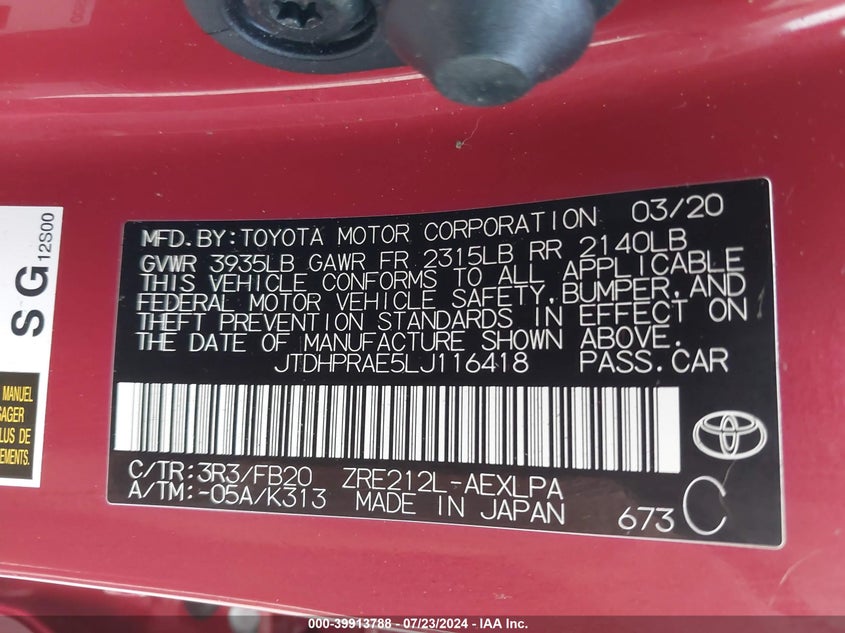 MFD.BY:TOYOTA MOTOR CORPORATION 03/20
GVWR 3935LB GAWR FR 2315LB RR 2140LB
THIS VEHICLE CONFORMS TO ALL APPLICABLE
FEDERAL MOTOR VEHICLE SAFETY,BUMPER,AND
THEFT PREVENTION STANDARDS IN EFFECT ON
THE DATE OF MANUFACTURE SHOWN ABOVE.
JTDHPRAE5LJ116418 PASS.CAR
C/TR:3R3/FB20 ZRE212L-AEXLPA
A/TM:-05A/K313 MADE IN JAPAN
673 C
SG
12S00
MANUEL
SAGER
PLUS DE
EMENTS.
000-39913788 - 07/23/2024 - IAA Inc.